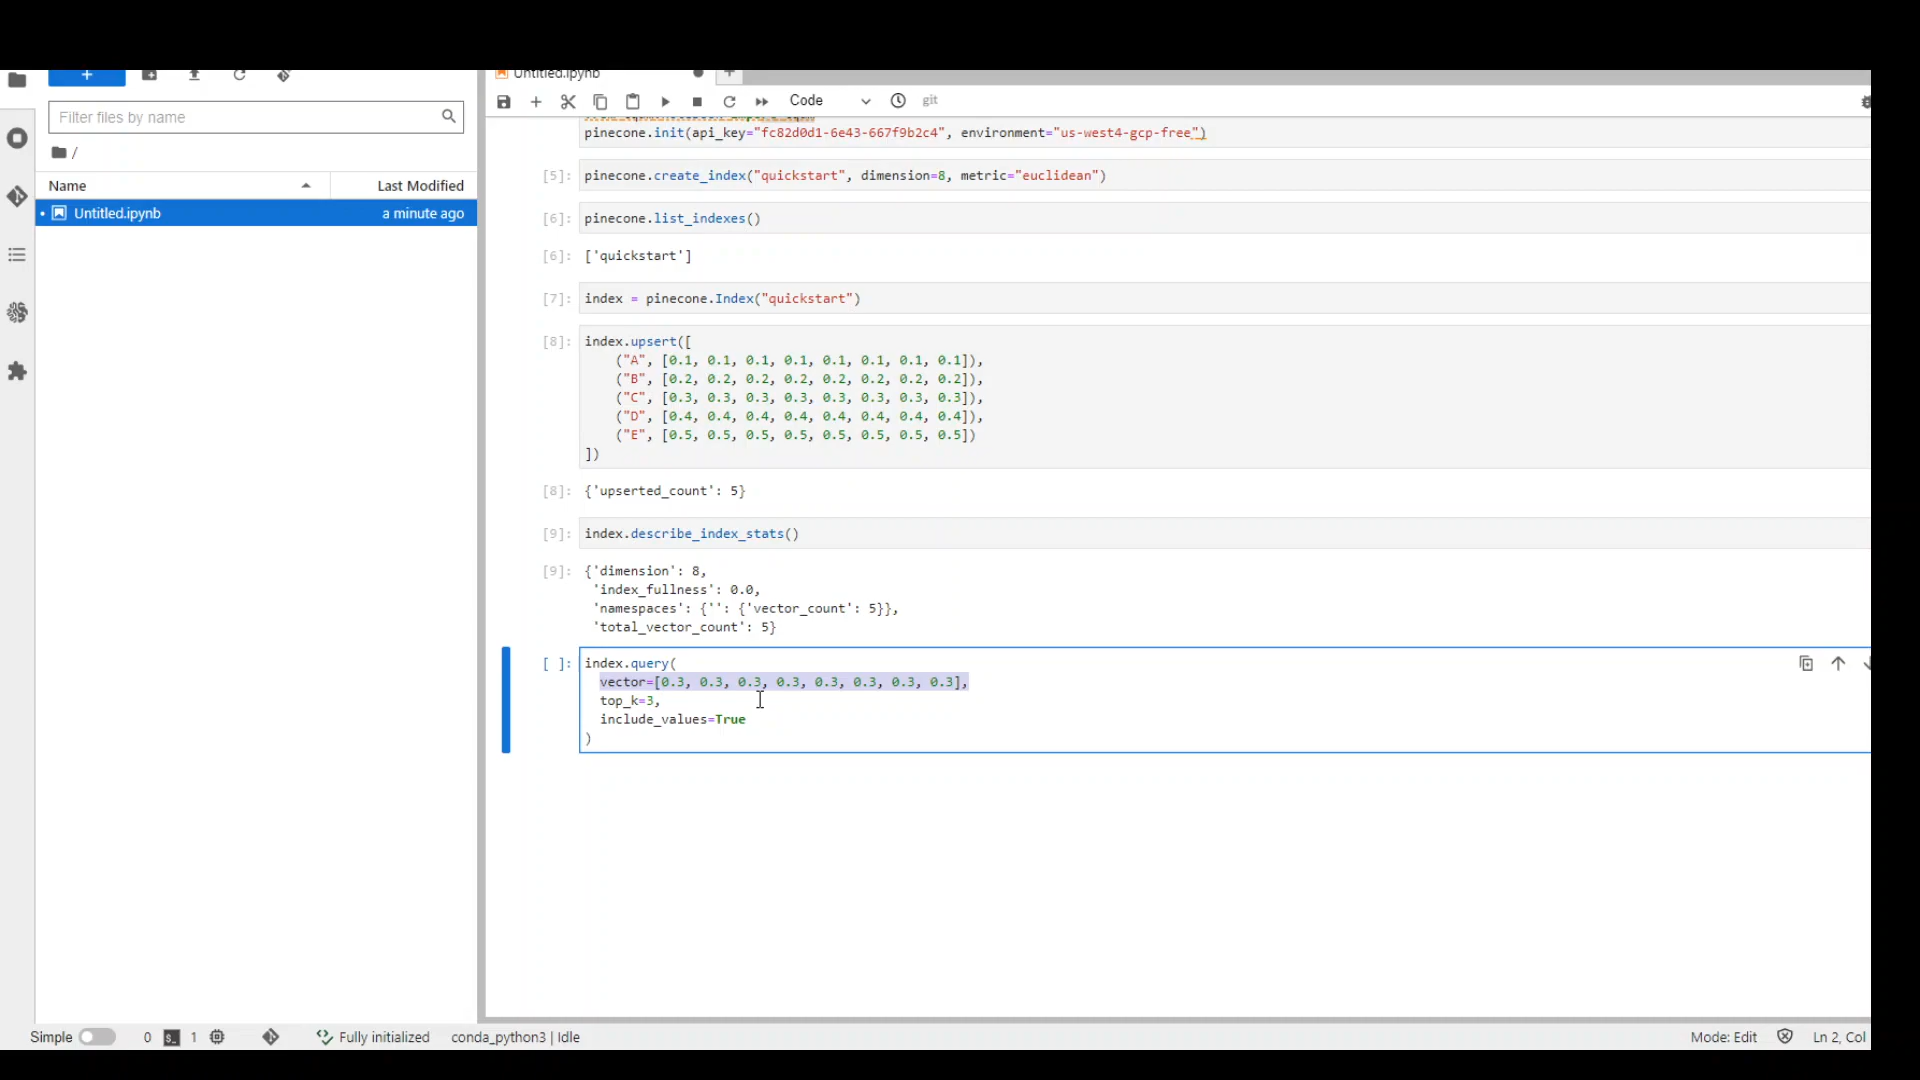 Untitled.ipynb
Code
git
Filter files by name
/
Name
Last Modified
Untitled.ipynb
a minute ago
pinecone.init(api_key="fc82d0d1-6e43-667f9b2c4", environment="us-west4-gcp-free")
[5]: pinecone.create_index("quickstart", dimension=8, metric="euclidean")
[6]: pinecone.list_indexes()
[6]: ['quickstart']
[7]: index = pinecone.Index("quickstart")
[8]: index.upsert([
("A", [0.1, 0.1, 0.1, 0.1, 0.1, 0.1, 0.1, 0.1]),
("B", [0.2, 0.2, 0.2, 0.2, 0.2, 0.2, 0.2, 0.2]),
("C", [0.3, 0.3, 0.3, 0.3, 0.3, 0.3, 0.3, 0.3]),
("D", [0.4, 0.4, 0.4, 0.4, 0.4, 0.4, 0.4, 0.4]),
("E", [0.5, 0.5, 0.5, 0.5, 0.5, 0.5, 0.5, 0.5])
])
[8]: {'upserted_count': 5}
[9]: index.describe_index_stats()
[9]: {'dimension': 8,
'index_fullness': 0.0,
'namespaces': {'': {'vector_count': 5}},
'total_vector_count': 5}
[ ]: index.query(
vector=[0.3, 0.3, 0.3, 0.3, 0.3, 0.3, 0.3, 0.3],
top_k=3,
include_values=True
)
Simple
0
1
Fully initialized
conda_python3 | Idle
Mode: Edit
Ln 2, Col